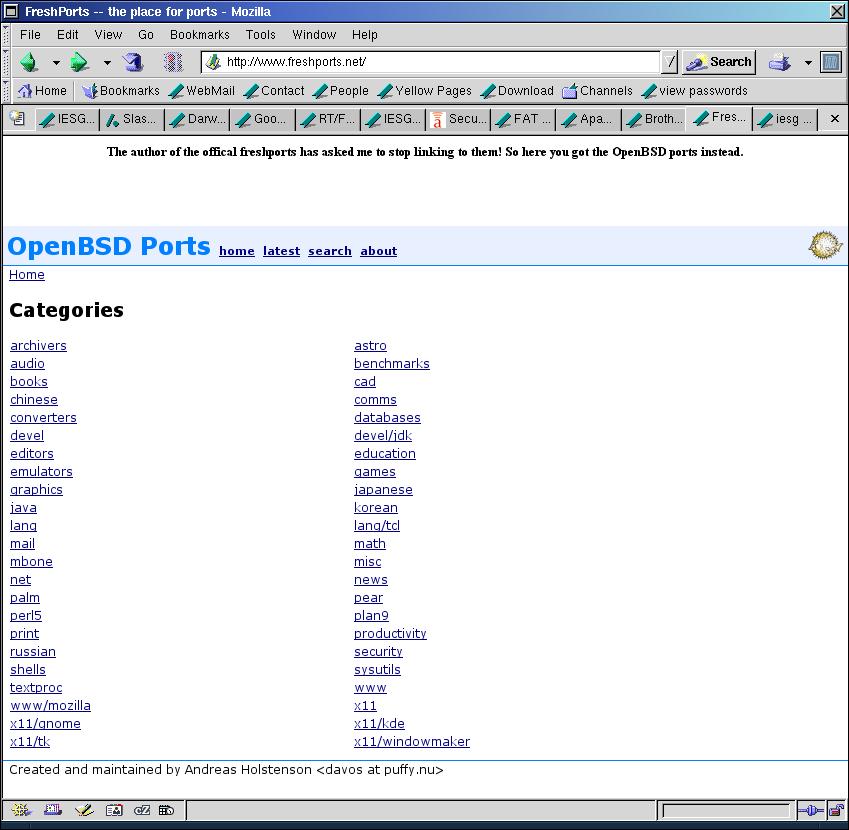 FreshPorts -- the place for ports - Mozilla
File Edit View Go Bookmarks Tools Window Help
http://www.freshports.net/ Search
Home Bookmarks WebMail Contact People Yellow Pages Download Channels view passwords
IESG... Slas... Darw... Goo... RT/F... IESG... Secu... FAT ... Apa... Broth... Fres... iesg ...
The author of the offical freshports has asked me to stop linking to them! So here you got the OpenBSD ports instead.
OpenBSD Ports home latest search about
Home
Categories
archivers astro
audio benchmarks
books cad
chinese comms
converters databases
devel devel/jdk
editors education
emulators games
graphics japanese
java korean
lang lang/tcl
mail math
mbone misc
net news
palm pear
perl5 plan9
print productivity
russian security
shells sysutils
textproc www
www/mozilla x11
x11/gnome x11/kde
x11/tk x11/windowmaker
Created and maintained by Andreas Holstenson <davos at puffy.nu>